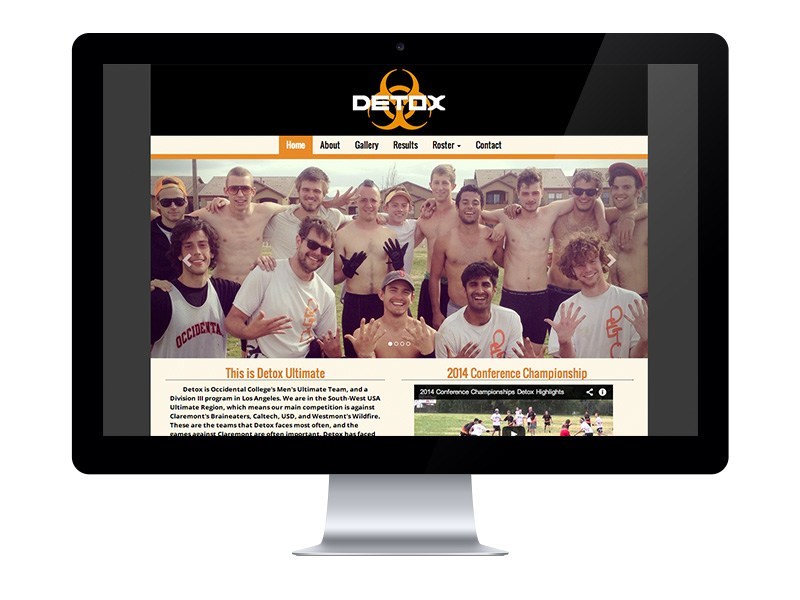 DETOX
Home About Gallery Results Roster Contact
OCCIDENTA
This is Detox Ultimate
Detox is Occidental College's Men's Ultimate Team, and a
Division III program in Los Angeles. We are in the South-West USA
Ultimate Region, which means our main competition is against
Claremont's Braineaters, Caltech, USD, and Westmont's Wildfire.
These are the teams that Detox faces most often, and the
games against Claremont are often important. Detox has faced
2014 Conference Championship
2014 Conference Championships Detox Highlights